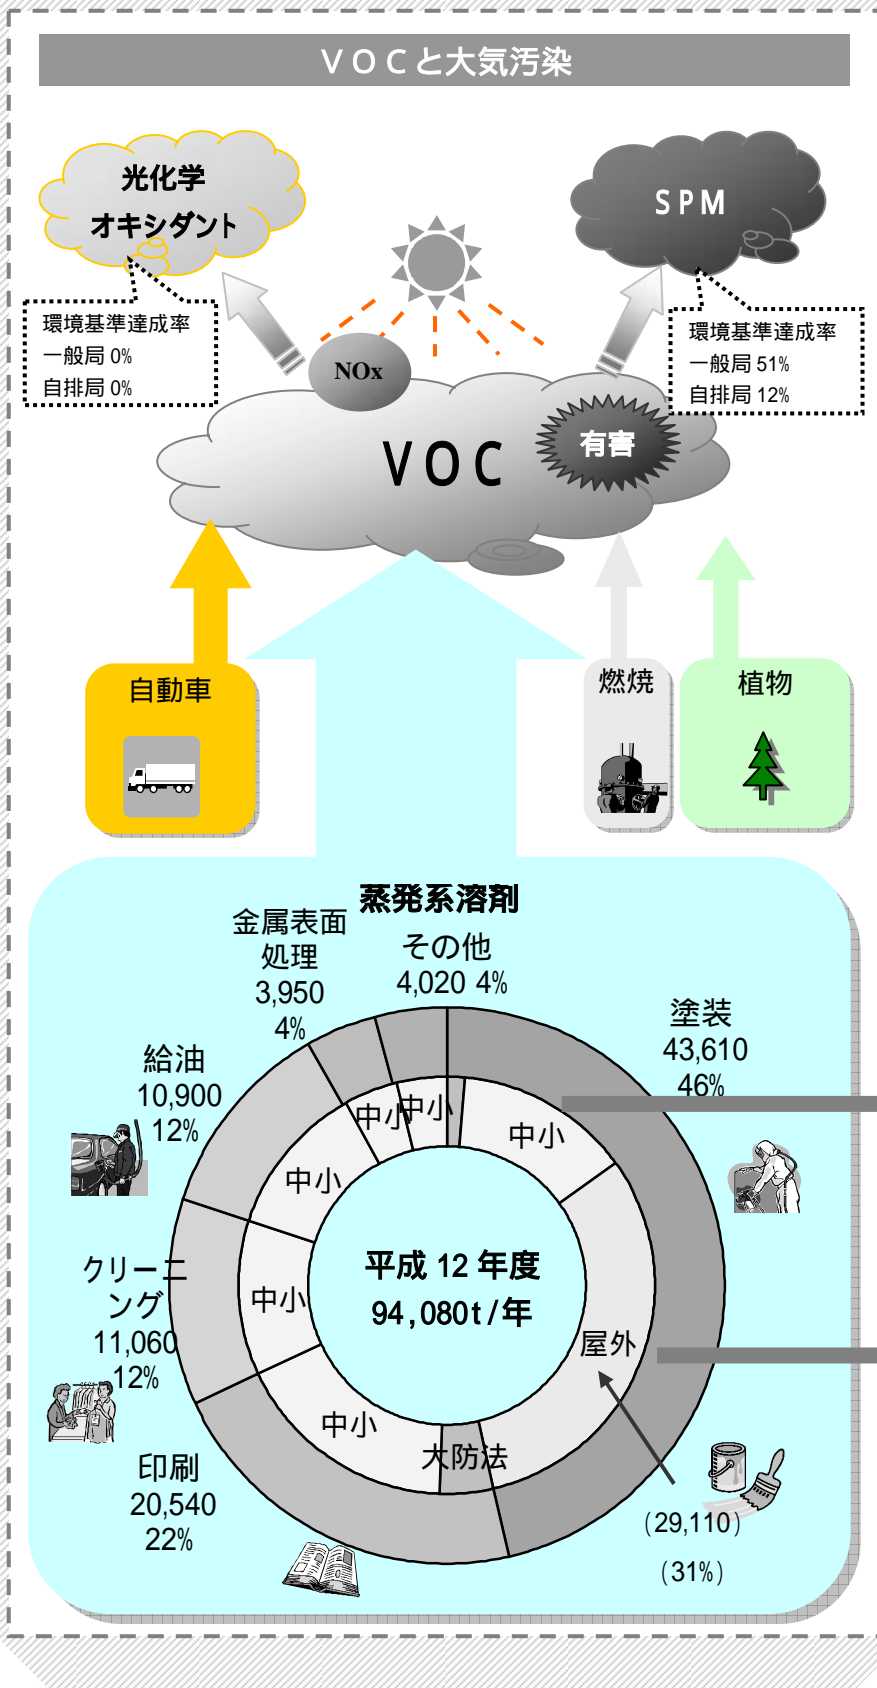 ＶＯＣと大気汚染
光化学
オキシダント
ＳＰＭ
環境基準達成率
一般局 0%
自排局 0%
環境基準達成率
一般局 51%
自排局 12%
NOx
ＶＯＣ
有害
自動車
燃焼
植物
蒸発系溶剤
金属表面
処理
3,950
4%
その他
4,020 4%
塗装
43,610
46%
給油
10,900
12%
中小
中小
中小
中小
クリーニ
ング
11,060
12%
中小
平成 12 年度
94,080t/年
屋外
中小
大防法
印刷
20,540
22%
(29,110)
(31%)